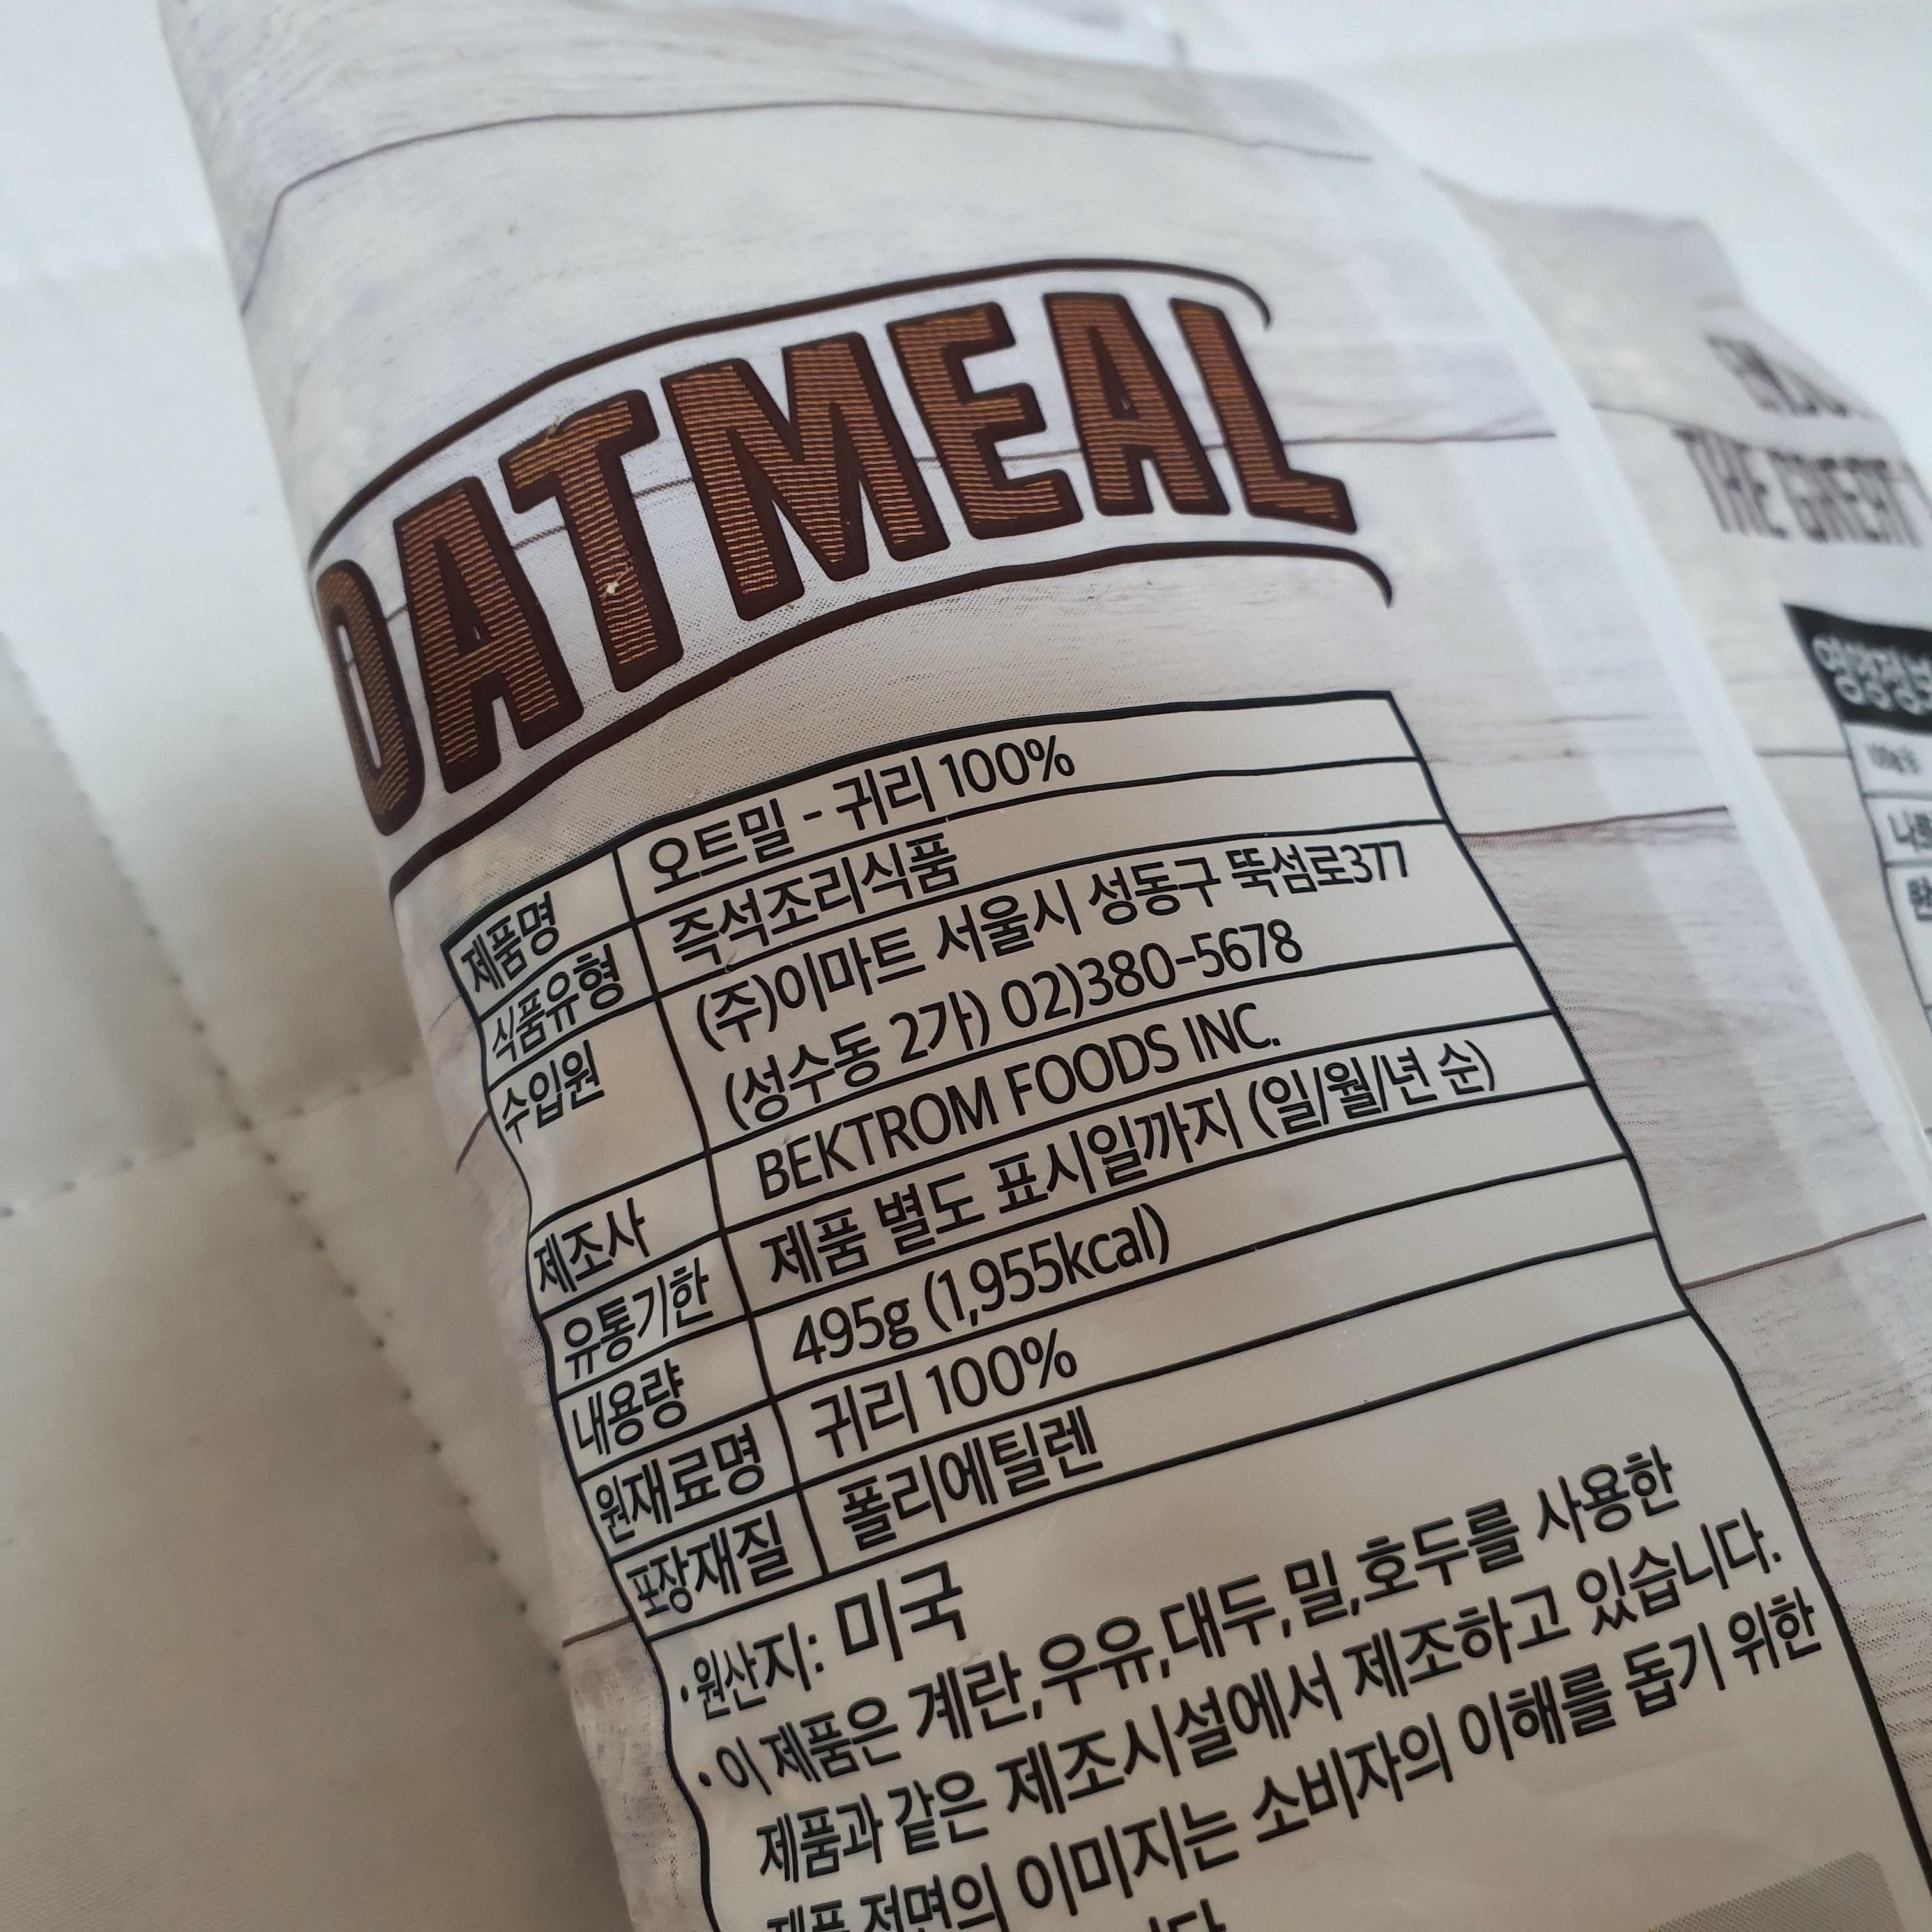 OATMEAL
제품명 오트밀 - 귀리 100%
식품유형 즉석조리식품
수입원 (주)이마트 서울시 성동구 뚝섬로377
(성수동 2가) 02)380-5678
제조사 BEKTROM FOODS INC.
유통기한 제품 별도 표시일까지 (일/월/년 순)
내용량 495g (1,955kcal)
원재료명 귀리 100%
포장재질 폴리에틸렌
·원산지: 미국
·이 제품은 계란,우유,대두,밀,호두를 사용한
제품과 같은 제조시설에서 제조하고 있습니다.
제품 전면의 이미지는 소비자의 이해를 돕기 위한
THE GREAT